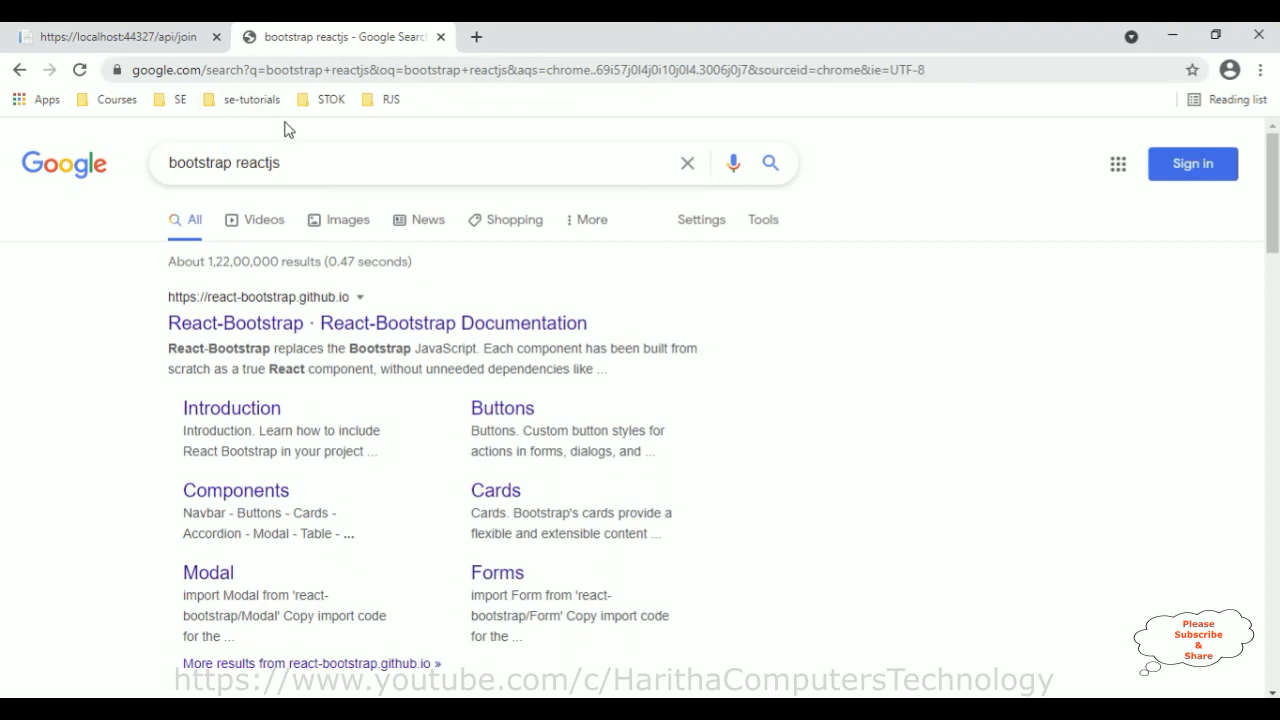 https://localhost:44327/api/join
bootstrap reactjs - Google Searc
google.com/search?q=bootstrap+reactjs&oq=bootstrap+reactjs&aqs=chrome..69i57j0l4j0i10j0l4.3006j0j7&sourceid=chrome&ie=UTF-8
Apps Courses SE se-tutorials STOK RJS Reading list
Google bootstrap reactjs Sign in
All Videos Images News Shopping More Settings Tools
About 1,22,00,000 results (0.47 seconds)
https://react-bootstrap.github.io
React-Bootstrap · React-Bootstrap Documentation
React-Bootstrap replaces the Bootstrap JavaScript. Each component has been built from
scratch as a true React component, without unneeded dependencies like ...
Introduction
Introduction. Learn how to include
React Bootstrap in your project ...
Buttons
Buttons. Custom button styles for
actions in forms, dialogs, and ...
Components
Navbar - Buttons - Cards -
Accordion - Modal - Table - ...
Cards
Cards. Bootstrap's cards provide a
flexible and extensible content ...
Modal
import Modal from 'react-
bootstrap/Modal' Copy import code
for the ...
Forms
import Form from 'react-
bootstrap/Form' Copy import code
for the ...
More results from react-bootstrap.github.io »
Please
Subscribe
&
Share
https://www.youtube.com/c/HarithaComputersTechnology